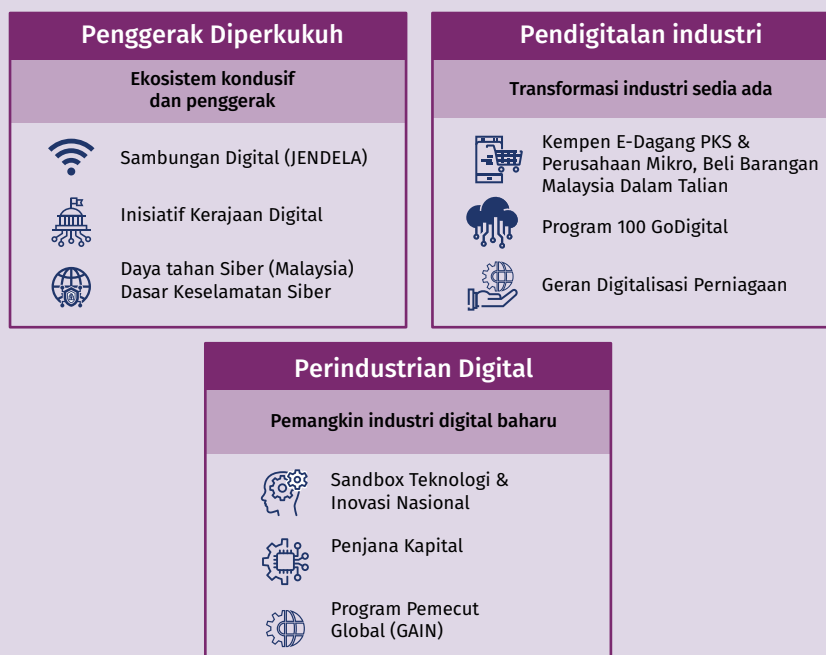 Penggerak Diperkukuh
Ekosistem kondusif
dan penggerak
Sambungan Digital (JENDELA)
Inisiatif Kerajaan Digital
Daya tahan Siber (Malaysia)
Dasar Keselamatan Siber
Pendigitalan industri
Transformasi industri sedia ada
Kempen E-Dagang PKS &
Perusahaan Mikro, Beli Barangan
Malaysia Dalam Talian
Program 100 GoDigital
Geran Digitalisasi Perniagaan
Perindustrian Digital
Pemangkin industri digital baharu
Sandbox Teknologi &
Inovasi Nasional
Penjana Kapital
Program Pemecut
Global (GAIN)